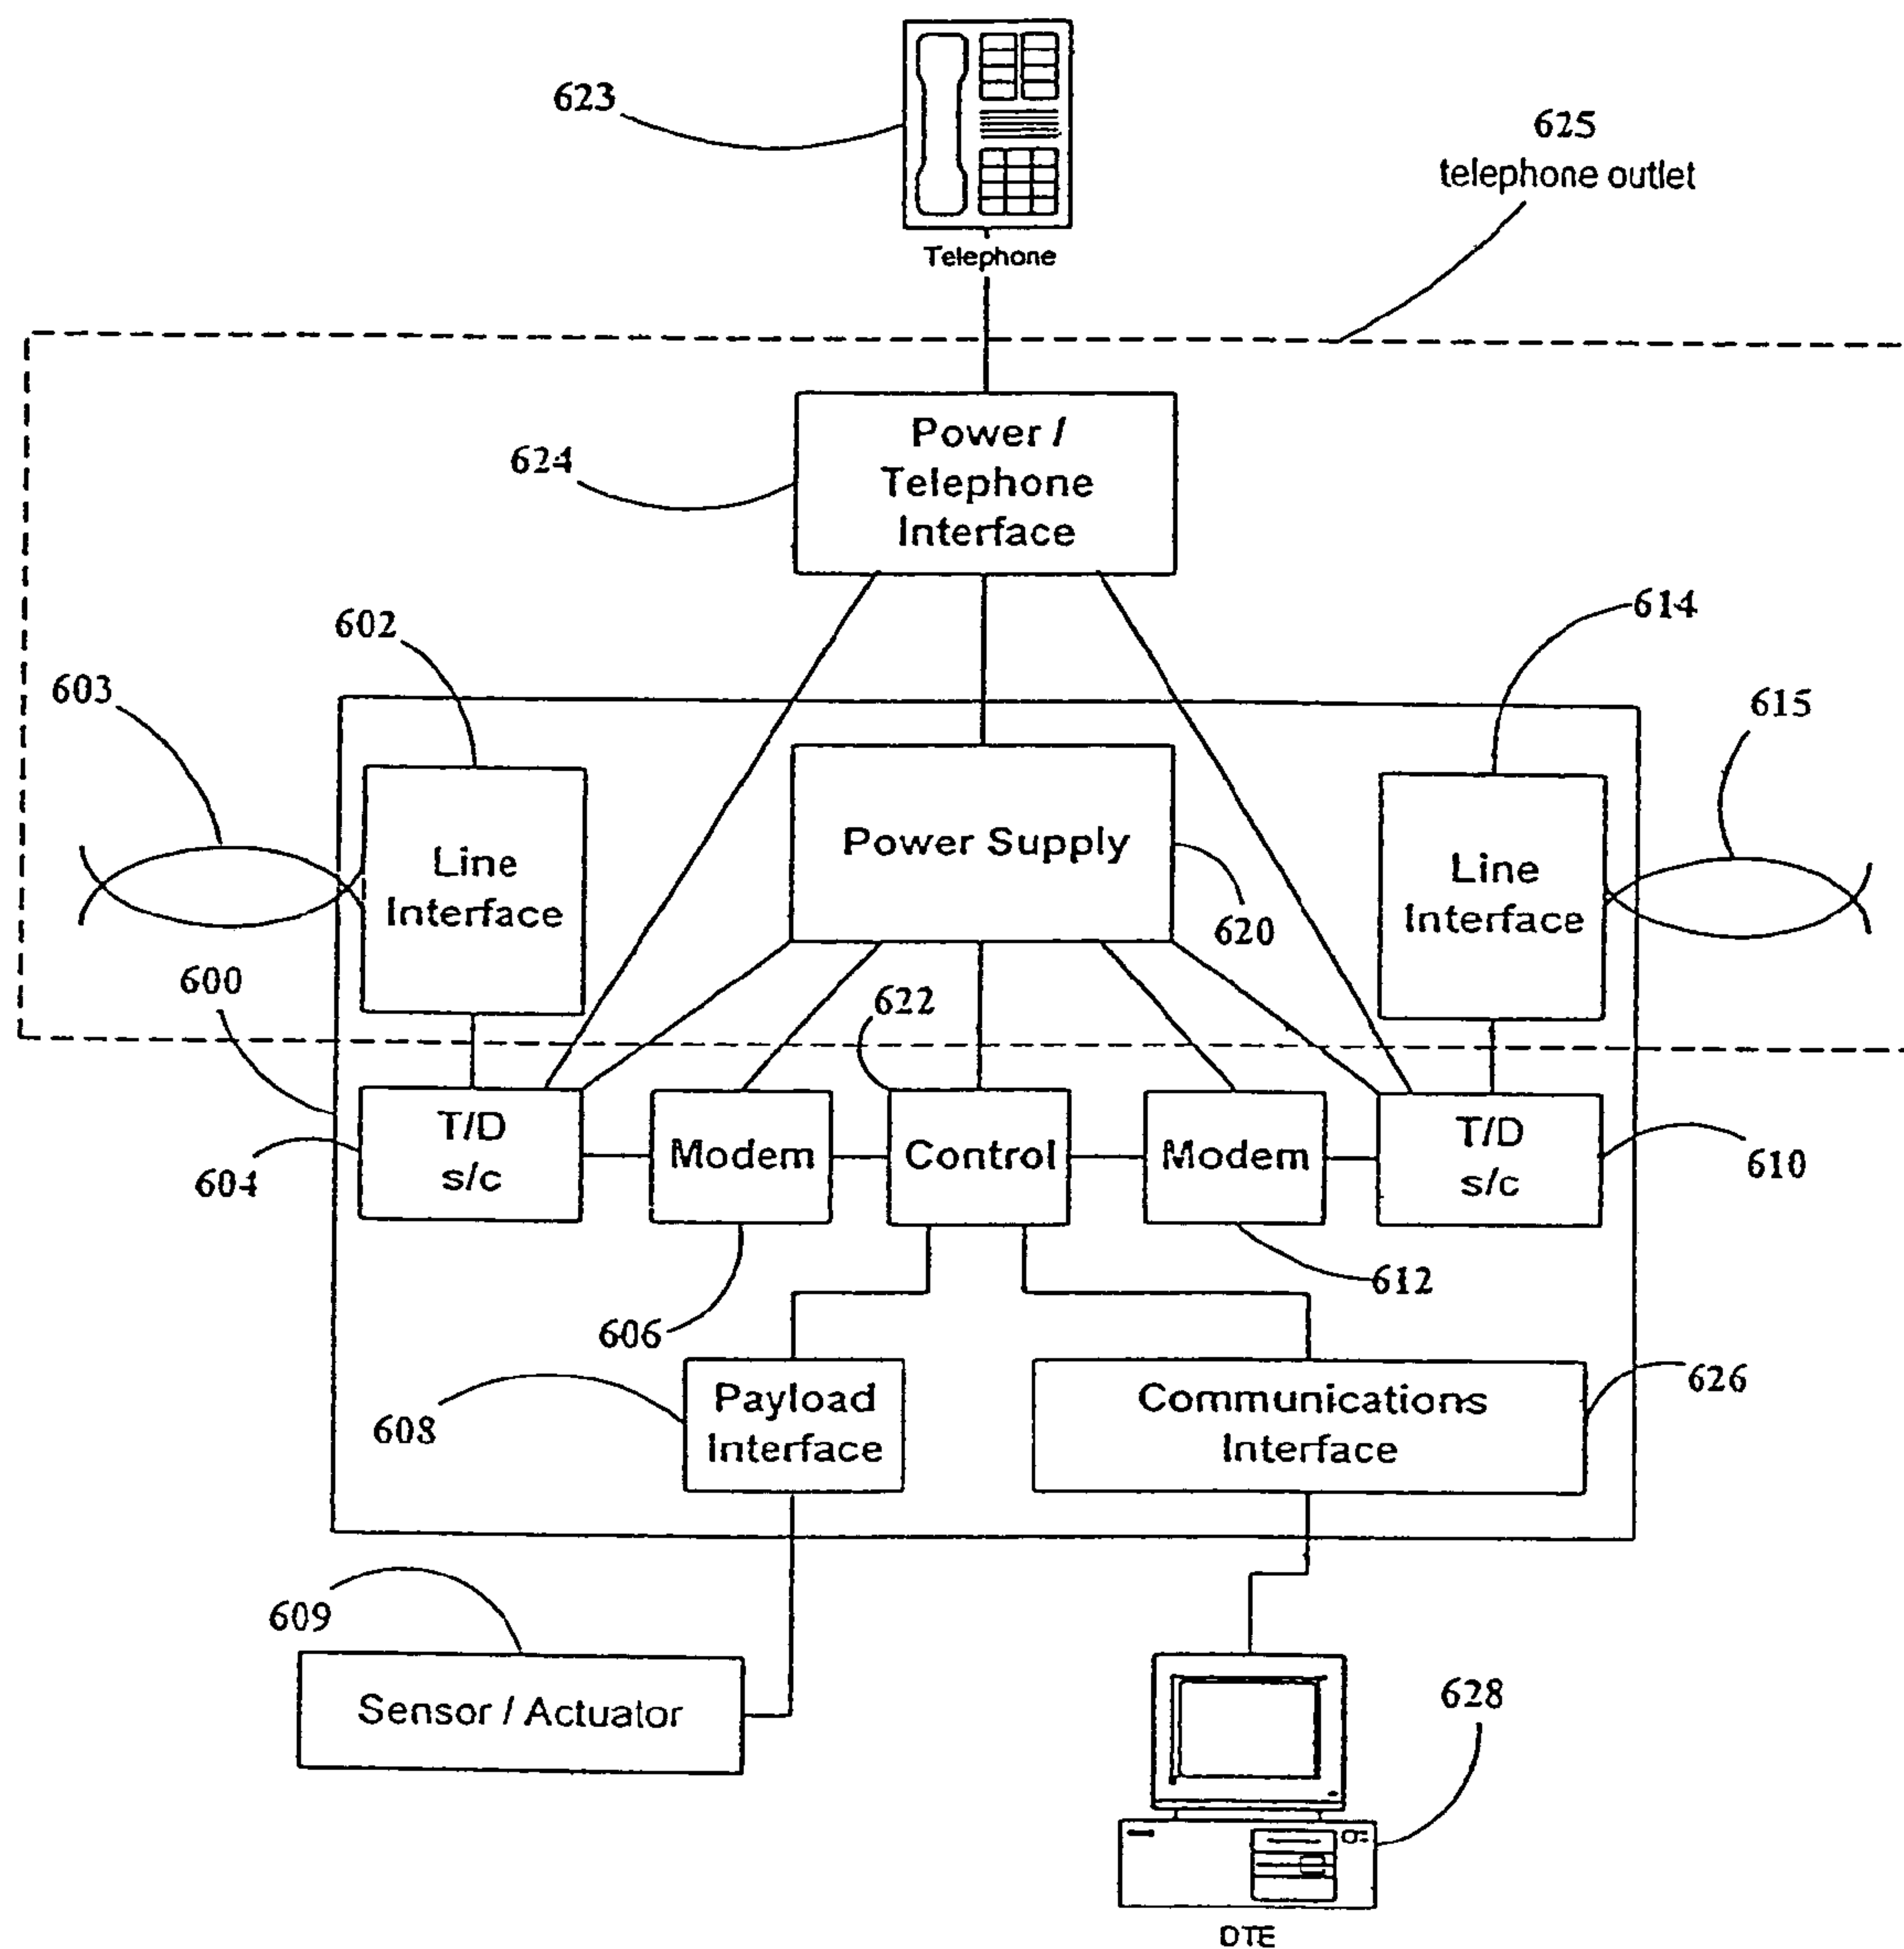 623
625
telephone outlet
Telephone
624
Power /
Telephone
Interface
602
614
603
615
Line
Interface
Power Supply
Line
Interface
620
600
622
T/D
s/c
Modem
Control
Modem
T/D
s/c
604
610
606
612
608
Payload
Interface
Communications
Interface
626
609
Sensor / Actuator
628
DTE